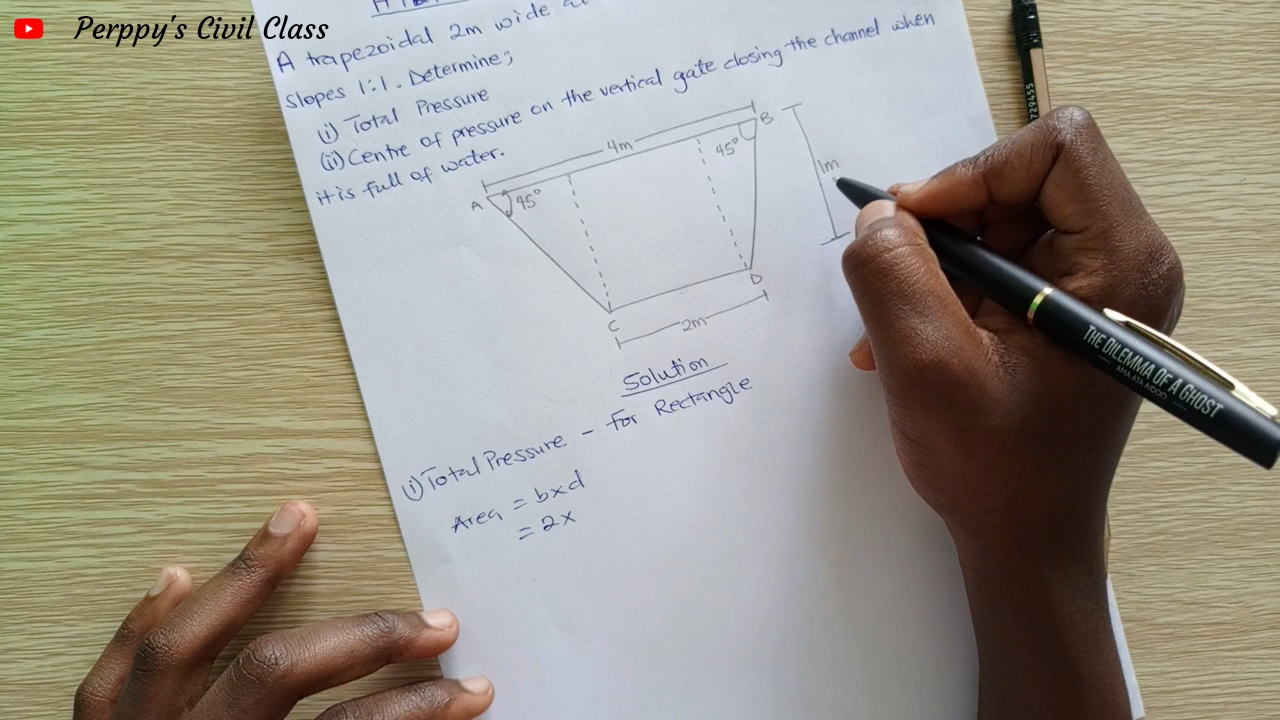 Perppy's Civil Class
A trapezoidal 2m wide at
slopes 1:1. Determine;
(i) Total Pressure
(ii) Centre of pressure on the vertical gate closing the channel when
it is full of water.
4m
A
45°
45°
B
1m
C
D
2m
Solution
(i) Total Pressure - for Rectangle
Area = b×d
= 2×
THE DILEMMA OF A GHOST
AMA ATA AIDOO
229455